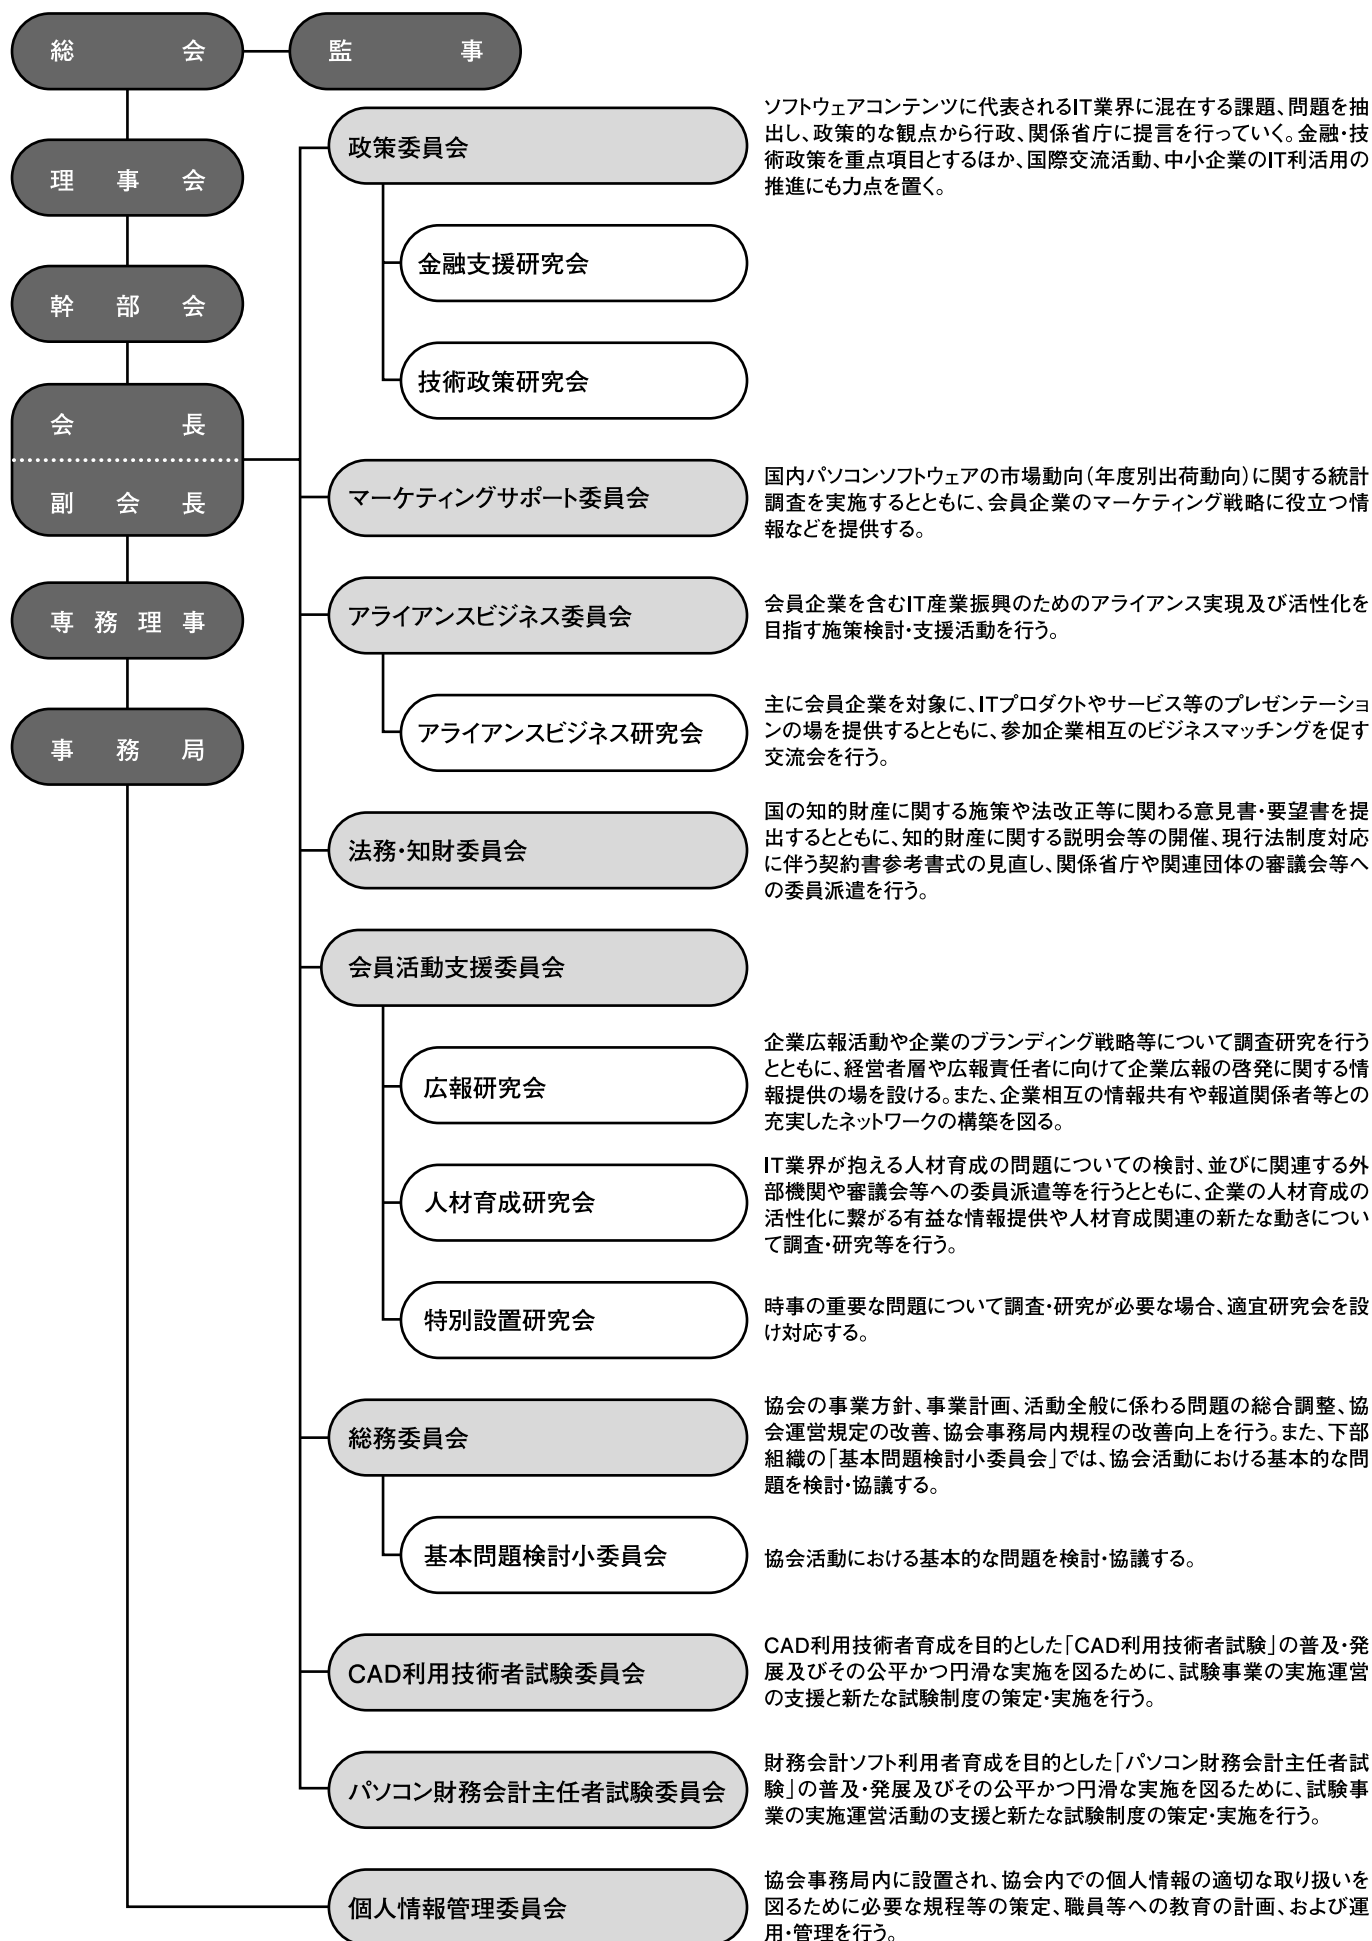 総会
監事
理事会
幹部会
会長
副会長
専務理事
事務局
政策委員会
ソフトウェアコンテンツに代表されるIT業界に混在する課題、問題を抽
出し、政策的な観点から行政、関係省庁に提言を行っていく。金融・技
術政策を重点項目とするほか、国際交流活動、中小企業のIT利活用の
推進にも力点を置く。
金融支援研究会
技術政策研究会
マーケティングサポート委員会
国内パソコンソフトウェアの市場動向(年度別出荷動向)に関する統計
調査を実施するとともに、会員企業のマーケティング戦略に役立つ情
報などを提供する。
アライアンスビジネス委員会
会員企業を含むIT産業振興のためのアライアンス実現及び活性化を
目指す施策検討・支援活動を行う。
アライアンスビジネス研究会
主に会員企業を対象に、ITプロダクトやサービス等のプレゼンテーショ
ンの場を提供するとともに、参加企業相互のビジネスマッチングを促す
交流会を行う。
法務・知財委員会
国の知的財産に関する施策や法改正等に関わる意見書・要望書を提
出するとともに、知的財産に関する説明会等の開催、現行法制度対応
に伴う契約書参考書式の見直し、関係省庁や関連団体の審議会等へ
の委員派遣を行う。
会員活動支援委員会
広報研究会
企業広報活動や企業のブランディング戦略等について調査研究を行う
とともに、経営者層や広報責任者に向けて企業広報の啓発に関する情
報提供の場を設ける。また、企業相互の情報共有や報道関係者等との
充実したネットワークの構築を図る。
人材育成研究会
IT業界が抱える人材育成の問題についての検討、並びに関連する外
部機関や審議会等への委員派遣等を行うとともに、企業の人材育成の
活性化に繋がる有益な情報提供や人材育成関連の新たな動きについ
て調査・研究等を行う。
特別設置研究会
時事の重要な問題について調査・研究が必要な場合、適宜研究会を設
け対応する。
総務委員会
協会の事業方針、事業計画、活動全般に係わる問題の総合調整、協
会運営規定の改善、協会事務局内規程の改善向上を行う。また、下部
組織の「基本問題検討小委員会」では、協会活動における基本的な問
題を検討・協議する。
基本問題検討小委員会
協会活動における基本的な問題を検討・協議する。
CAD利用技術者試験委員会
CAD利用技術者育成を目的とした「CAD利用技術者試験」の普及・発
展及びその公平かつ円滑な実施を図るために、試験事業の実施運営
の支援と新たな試験制度の策定・実施を行う。
パソコン財務会計主任者試験委員会
財務会計ソフト利用者育成を目的とした「パソコン財務会計主任者試
験」の普及・発展及びその公平かつ円滑な実施を図るために、試験事
業の実施運営活動の支援と新たな試験制度の策定・実施を行う。
個人情報管理委員会
協会事務局内に設置され、協会内での個人情報の適切な取り扱いを
図るために必要な規程等の策定、職員等への教育の計画、および運
用・管理を行う。